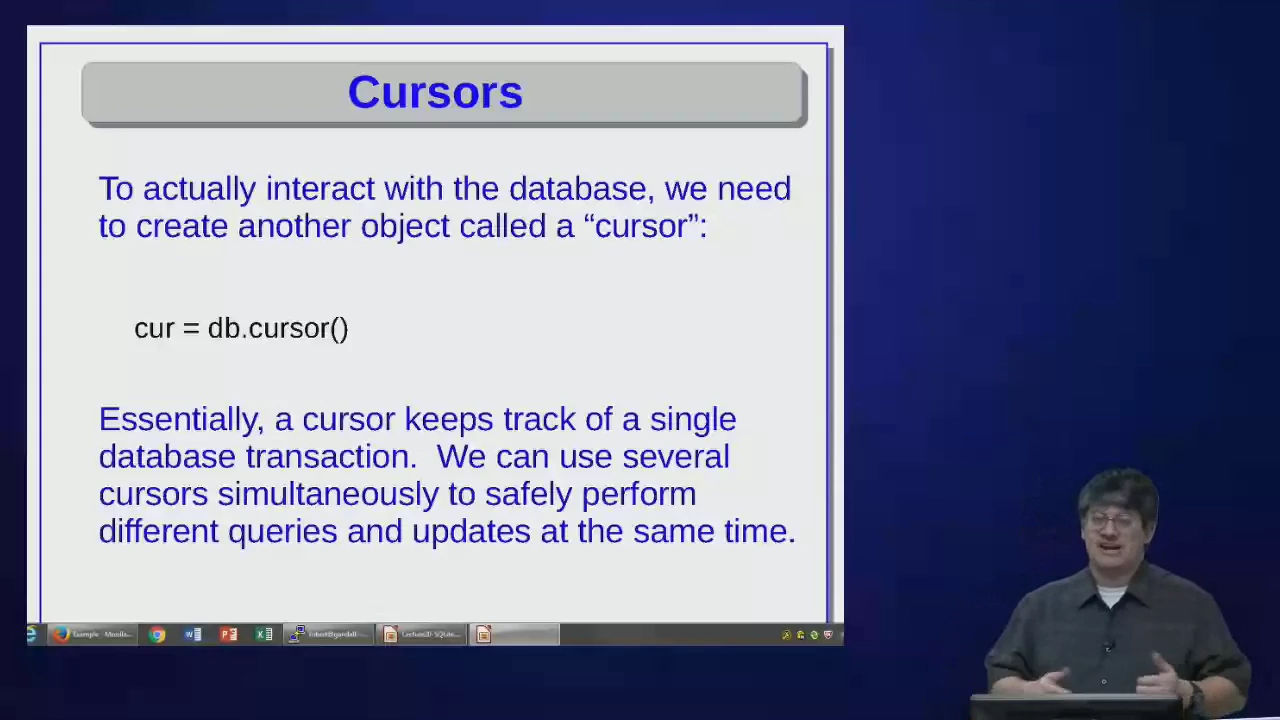 Cursors
To actually interact with the database, we need
to create another object called a “cursor”:
cur = db.cursor()
Essentially, a cursor keeps track of a single
database transaction.  We can use several
cursors simultaneously to safely perform
different queries and updates at the same time.
Example - Mozilla...